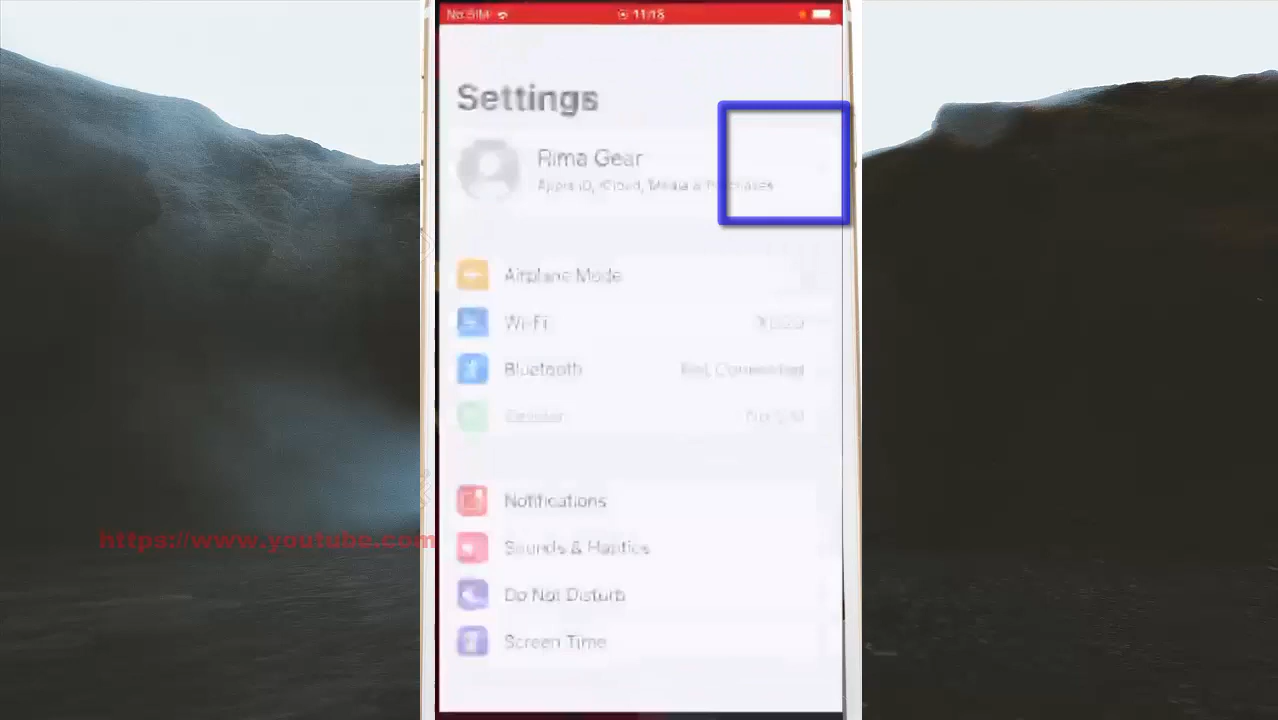 No SIM 11:18
Settings
Rima Gear
Apple ID, iCloud, Media & Purchases
Airplane Mode
Wi-Fi
Bluetooth Not Connected
Cellular No SIM
Notifications
https://www.youtube.com
Sounds & Haptics
Do Not Disturb
Screen Time